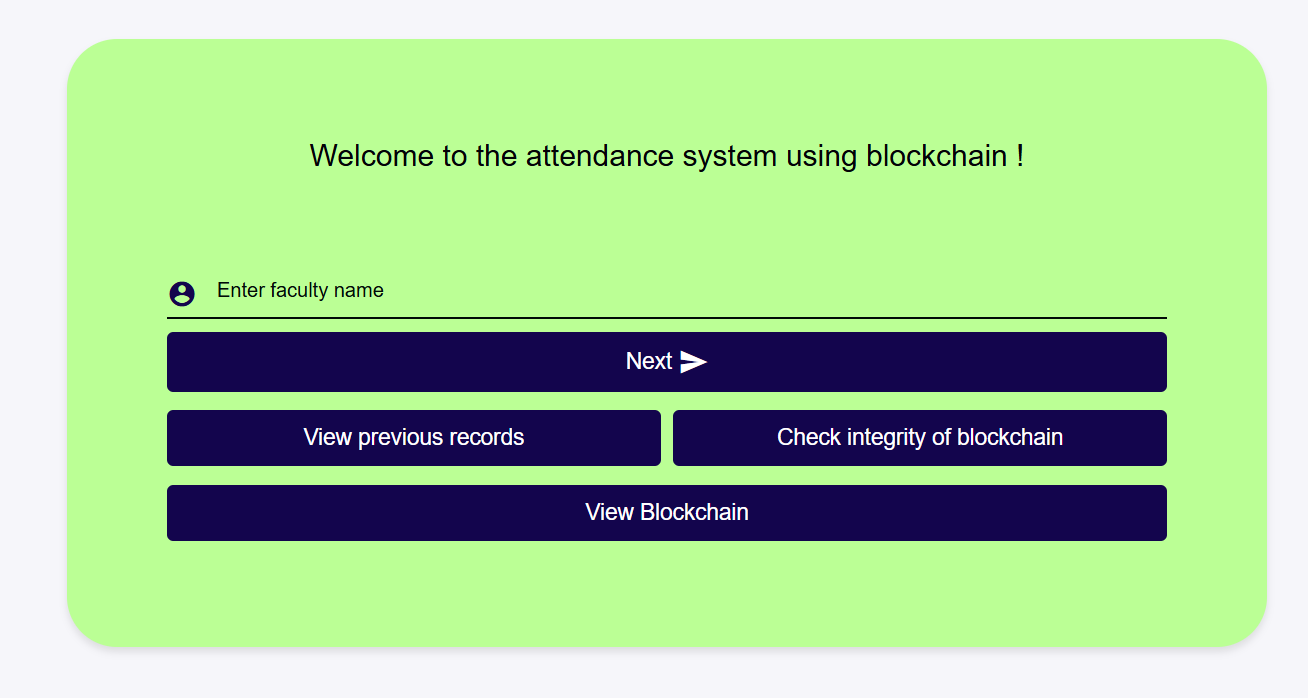 Welcome to the attendance system using blockchain !
Enter faculty name
Next
View previous records
Check integrity of blockchain
View Blockchain